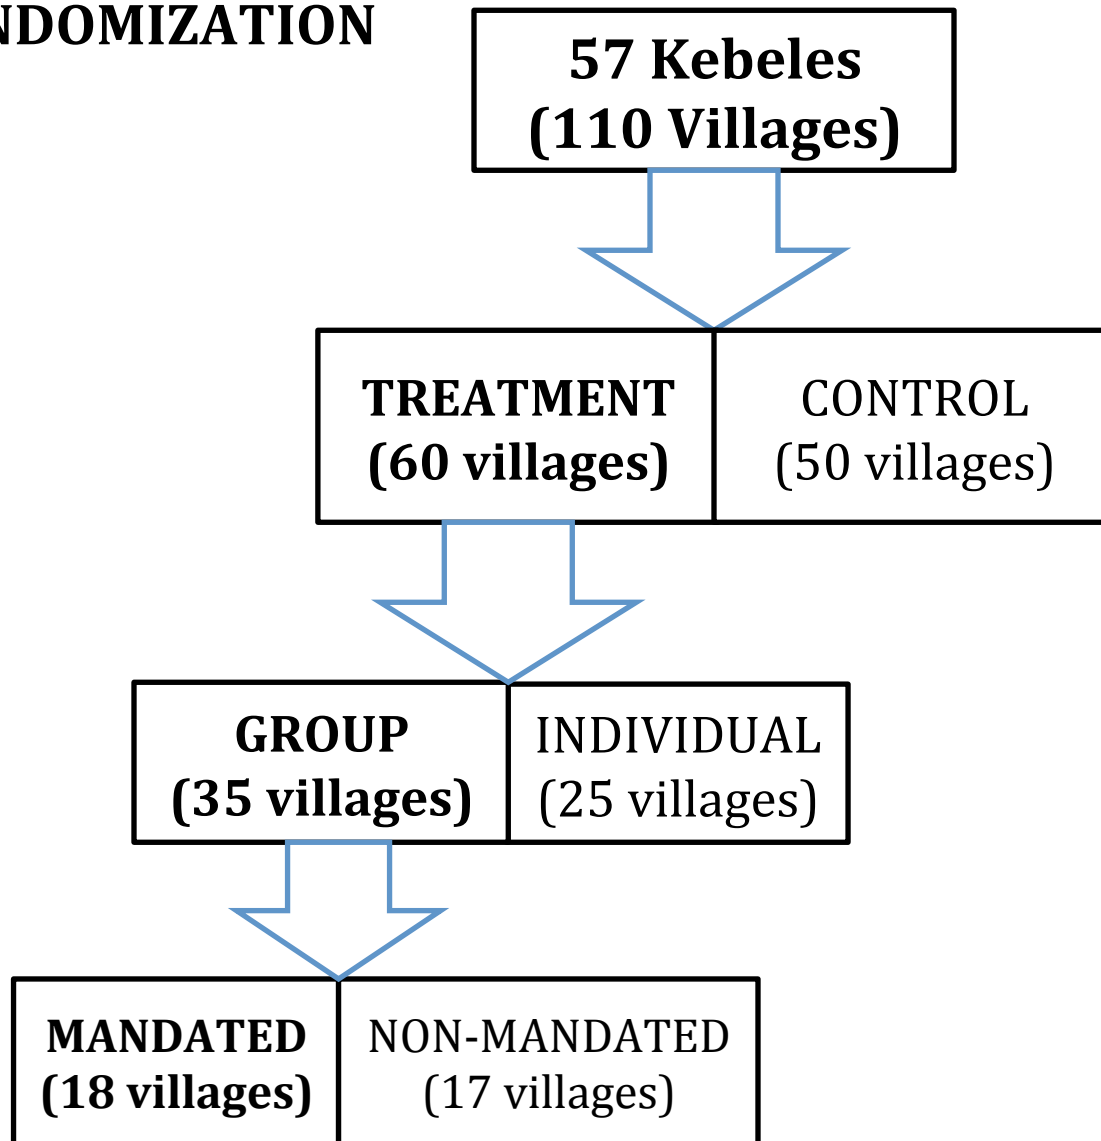 NDOMIZATION
57 Kebeles
(110 Villages)
TREATMENT
(60 villages)
CONTROL
(50 villages)
GROUP
(35 villages)
INDIVIDUAL
(25 villages)
MANDATED
(18 villages)
NON-MANDATED
(17 villages)